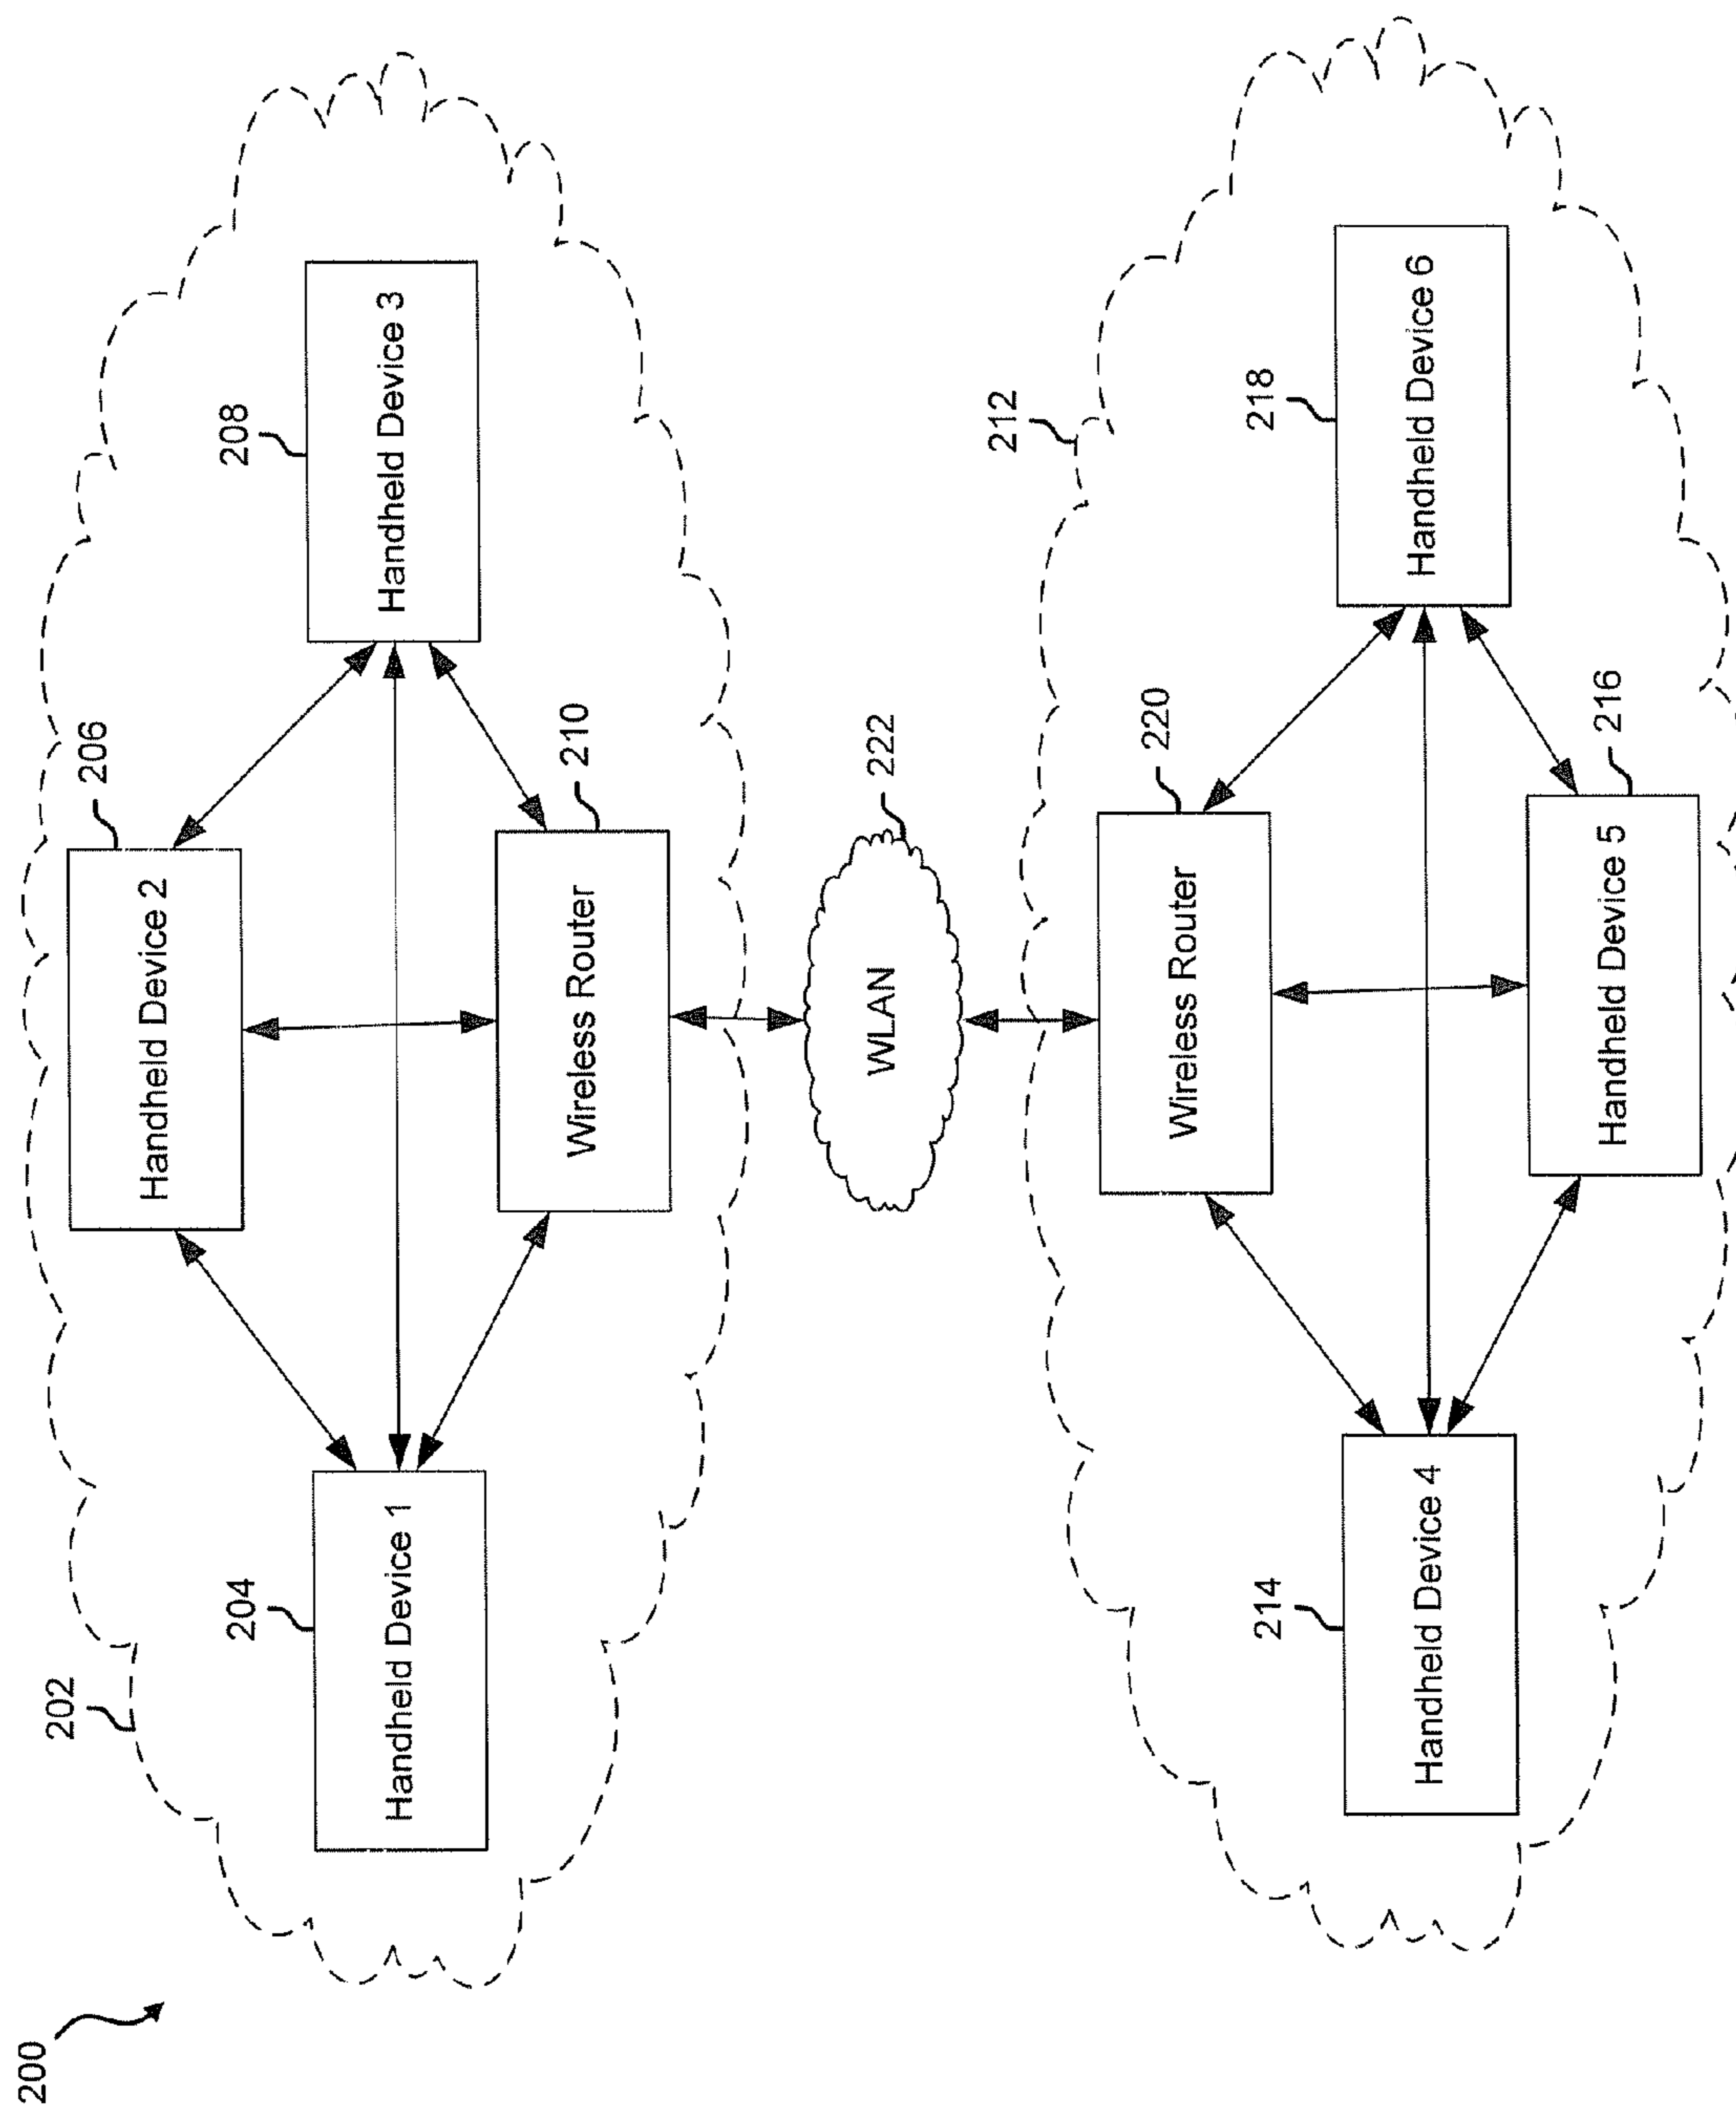 200
202
206
Handheld Device 2
204
Handheld Device 1
208
Handheld Device 3
210
Wireless Router
222
WLAN
212
220
Wireless Router
214
Handheld Device 4
218
Handheld Device 6
216
Handheld Device 5